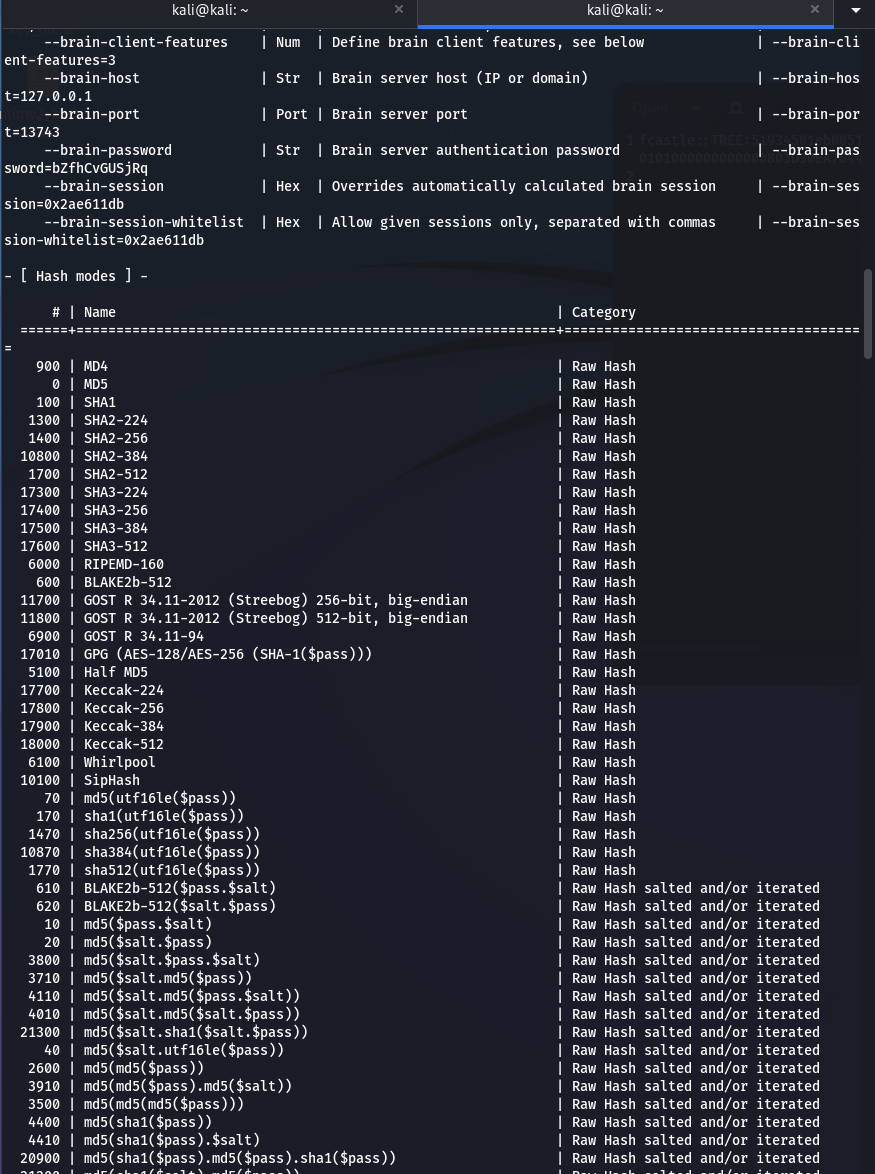 kali@kali: ~ × kali@kali: ~ ×
--brain-client-features | Num | Define brain client features, see below | --brain-cli
ent-features=3
--brain-host | Str | Brain server host (IP or domain) | --brain-hos
t=127.0.0.1
--brain-port | Port | Brain server port | --brain-por
t=13743
--brain-password | Str | Brain server authentication password | --brain-pas
sword=bZfhCvGUSjRq
--brain-session | Hex | Overrides automatically calculated brain session | --brain-ses
sion=0x2ae611db
--brain-session-whitelist | Hex | Allow given sessions only, separated with commas | --brain-ses
sion-whitelist=0x2ae611db
- [ Hash modes ] -
# | Name | Category
======+============================================================+=====================================
=
900 | MD4 | Raw Hash
0 | MD5 | Raw Hash
100 | SHA1 | Raw Hash
1300 | SHA2-224 | Raw Hash
1400 | SHA2-256 | Raw Hash
10800 | SHA2-384 | Raw Hash
1700 | SHA2-512 | Raw Hash
17300 | SHA3-224 | Raw Hash
17400 | SHA3-256 | Raw Hash
17500 | SHA3-384 | Raw Hash
17600 | SHA3-512 | Raw Hash
6000 | RIPEMD-160 | Raw Hash
600 | BLAKE2b-512 | Raw Hash
11700 | GOST R 34.11-2012 (Streebog) 256-bit, big-endian | Raw Hash
11800 | GOST R 34.11-2012 (Streebog) 512-bit, big-endian | Raw Hash
6900 | GOST R 34.11-94 | Raw Hash
17010 | GPG (AES-128/AES-256 (SHA-1($pass))) | Raw Hash
5100 | Half MD5 | Raw Hash
17700 | Keccak-224 | Raw Hash
17800 | Keccak-256 | Raw Hash
17900 | Keccak-384 | Raw Hash
18000 | Keccak-512 | Raw Hash
6100 | Whirlpool | Raw Hash
10100 | SipHash | Raw Hash
70 | md5(utf16le($pass)) | Raw Hash
170 | sha1(utf16le($pass)) | Raw Hash
1470 | sha256(utf16le($pass)) | Raw Hash
10870 | sha384(utf16le($pass)) | Raw Hash
1770 | sha512(utf16le($pass)) | Raw Hash
610 | BLAKE2b-512($pass.$salt) | Raw Hash salted and/or iterated
620 | BLAKE2b-512($salt.$pass) | Raw Hash salted and/or iterated
10 | md5($pass.$salt) | Raw Hash salted and/or iterated
20 | md5($salt.$pass) | Raw Hash salted and/or iterated
3800 | md5($salt.$pass.$salt) | Raw Hash salted and/or iterated
3710 | md5($salt.md5($pass)) | Raw Hash salted and/or iterated
4110 | md5($salt.md5($pass.$salt)) | Raw Hash salted and/or iterated
4010 | md5($salt.md5($salt.$pass)) | Raw Hash salted and/or iterated
21300 | md5($salt.sha1($salt.$pass)) | Raw Hash salted and/or iterated
40 | md5($salt.utf16le($pass)) | Raw Hash salted and/or iterated
2600 | md5(md5($pass)) | Raw Hash salted and/or iterated
3910 | md5(md5($pass).md5($salt)) | Raw Hash salted and/or iterated
3500 | md5(md5(md5($pass))) | Raw Hash salted and/or iterated
4400 | md5(sha1($pass)) | Raw Hash salted and/or iterated
4410 | md5(sha1($pass).$salt) | Raw Hash salted and/or iterated
20900 | md5(sha1($pass).md5($pass).sha1($pass)) | Raw Hash salted and/or iterated